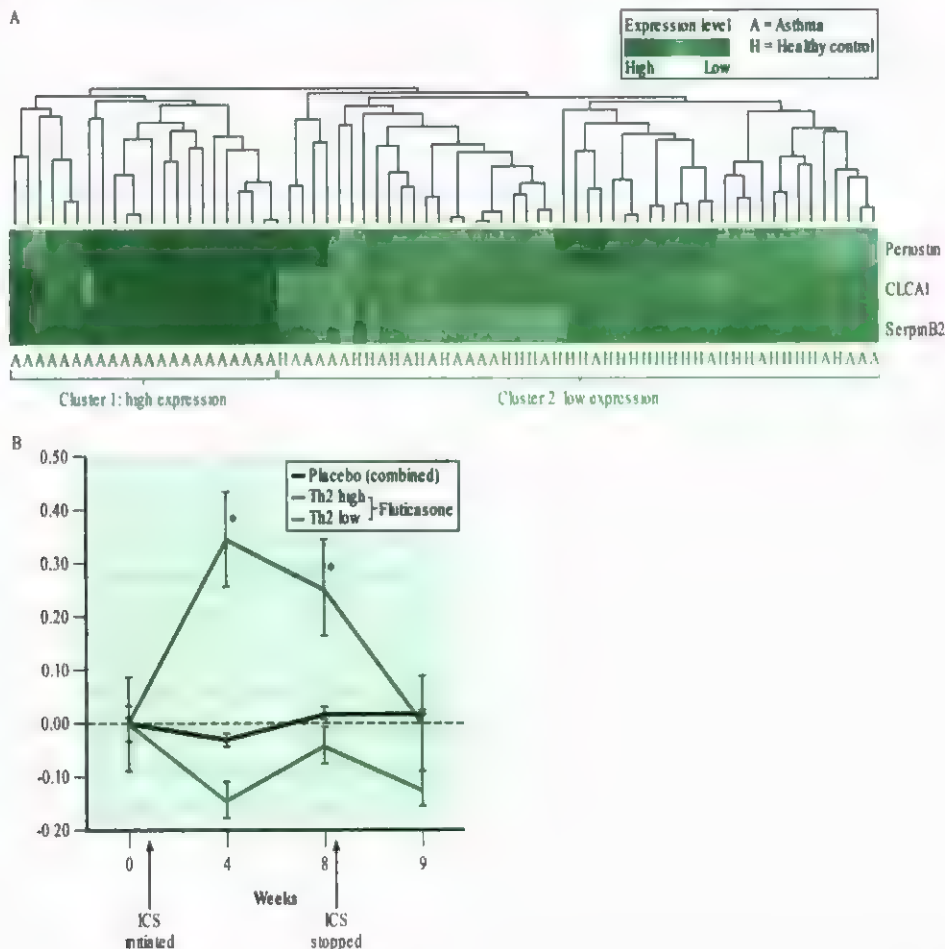 A
Expression level A = Asthma
H = Healthy control
High Low
Periostin
CLCA1
SerpinB2
Cluster 1: high expression Cluster 2 low expression
B
Placebo (combined)
Th2 high
Th2 low
Fluticasone
0.50
0.40
0.30
0.20
0.10
0.00
-0.10
-0.20
0 4 8 9
Weeks
ICS
initiated
ICS
stopped